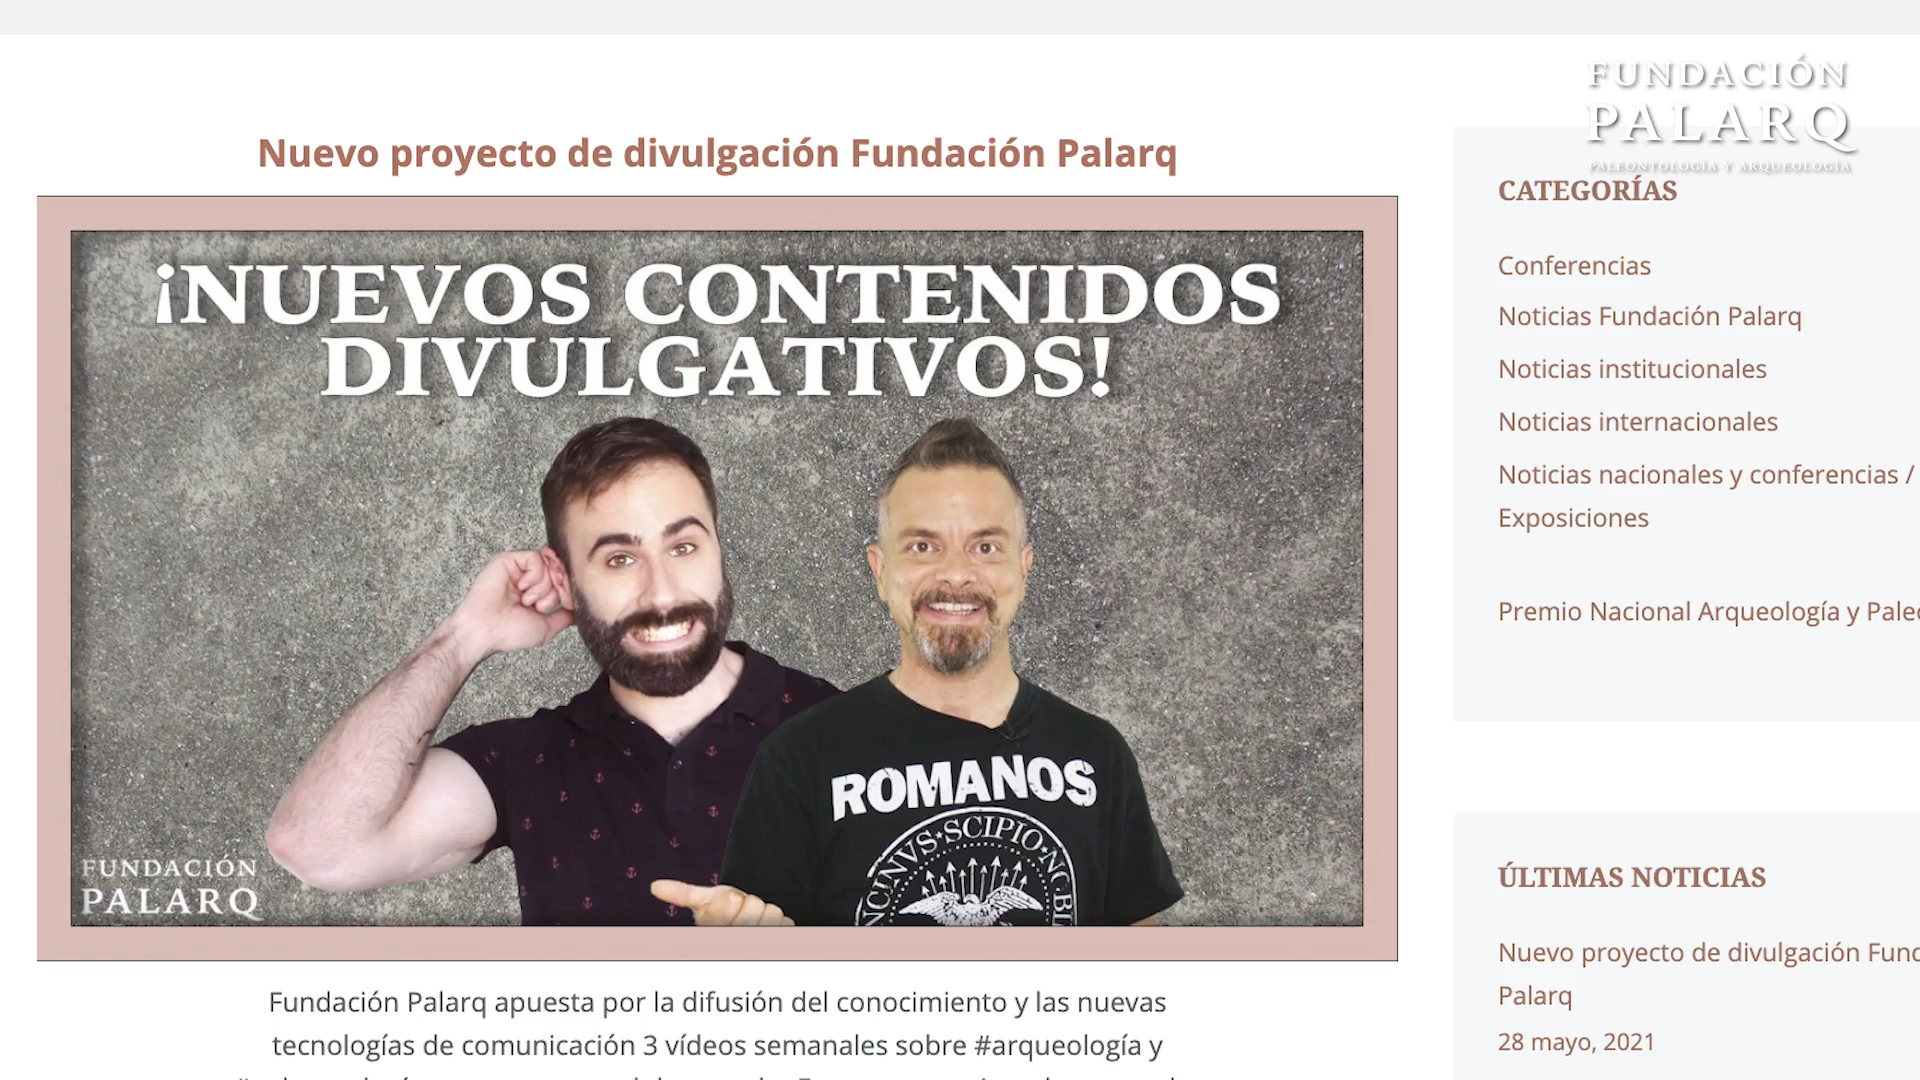 FUNDACIÓN
PALARQ
PALEONTOLOGÍA Y ARQUEOLOGÍA
Nuevo proyecto de divulgación Fundación Palarq
¡NUEVOS CONTENIDOS
DIVULGATIVOS!
ROMANOS
SCIPIO
FUNDACIÓN
PALARQ
Fundación Palarq apuesta por la difusión del conocimiento y las nuevas
tecnologías de comunicación 3 vídeos semanales sobre #arqueología y
CATEGORÍAS
Conferencias
Noticias Fundación Palarq
Noticias institucionales
Noticias internacionales
Noticias nacionales y conferencias /
Exposiciones
Premio Nacional Arqueología y
ÚLTIMAS NOTICIAS
Nuevo proyecto de divulgación
Palarq
28 mayo, 2021